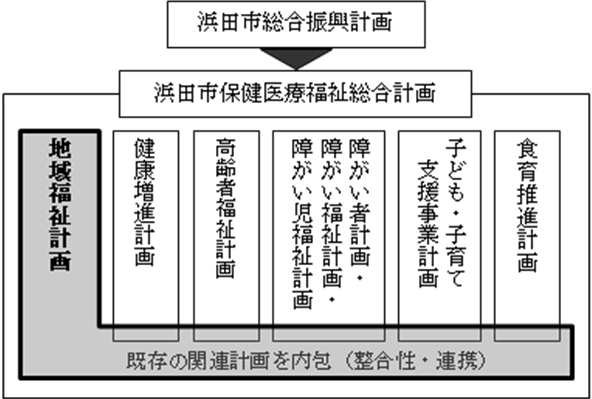 浜田市総合振興計画
浜田市保健医療福祉総合計画
地域福祉計画
健康増進計画
高齢者福祉計画
障がい者計画・
障がい福祉計画・
障がい児福祉計画
子ども・子育て
支援事業計画
食育推進計画
既存の関連計画を内包（整合性・連携）